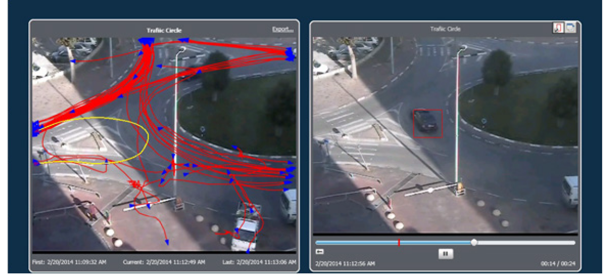 Traffic Circle
Export...
First: 2/20/2014 11:09:32 AM
Current: 2/20/2014 11:12:49 AM
Last: 2/20/2014 11:13:06 AM
Traffic Circle
2/20/2014 11:12:56 AM
00:14 / 00:24